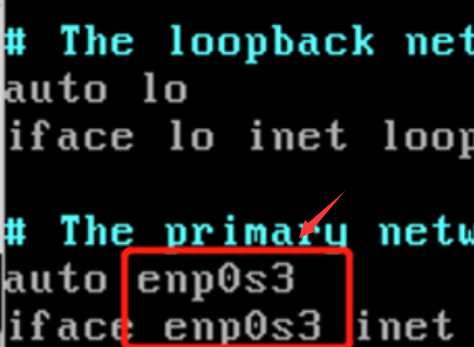 # The loopback net
auto lo
iface lo inet loop
# The primary netw
auto enp0s3
iface enp0s3 inet